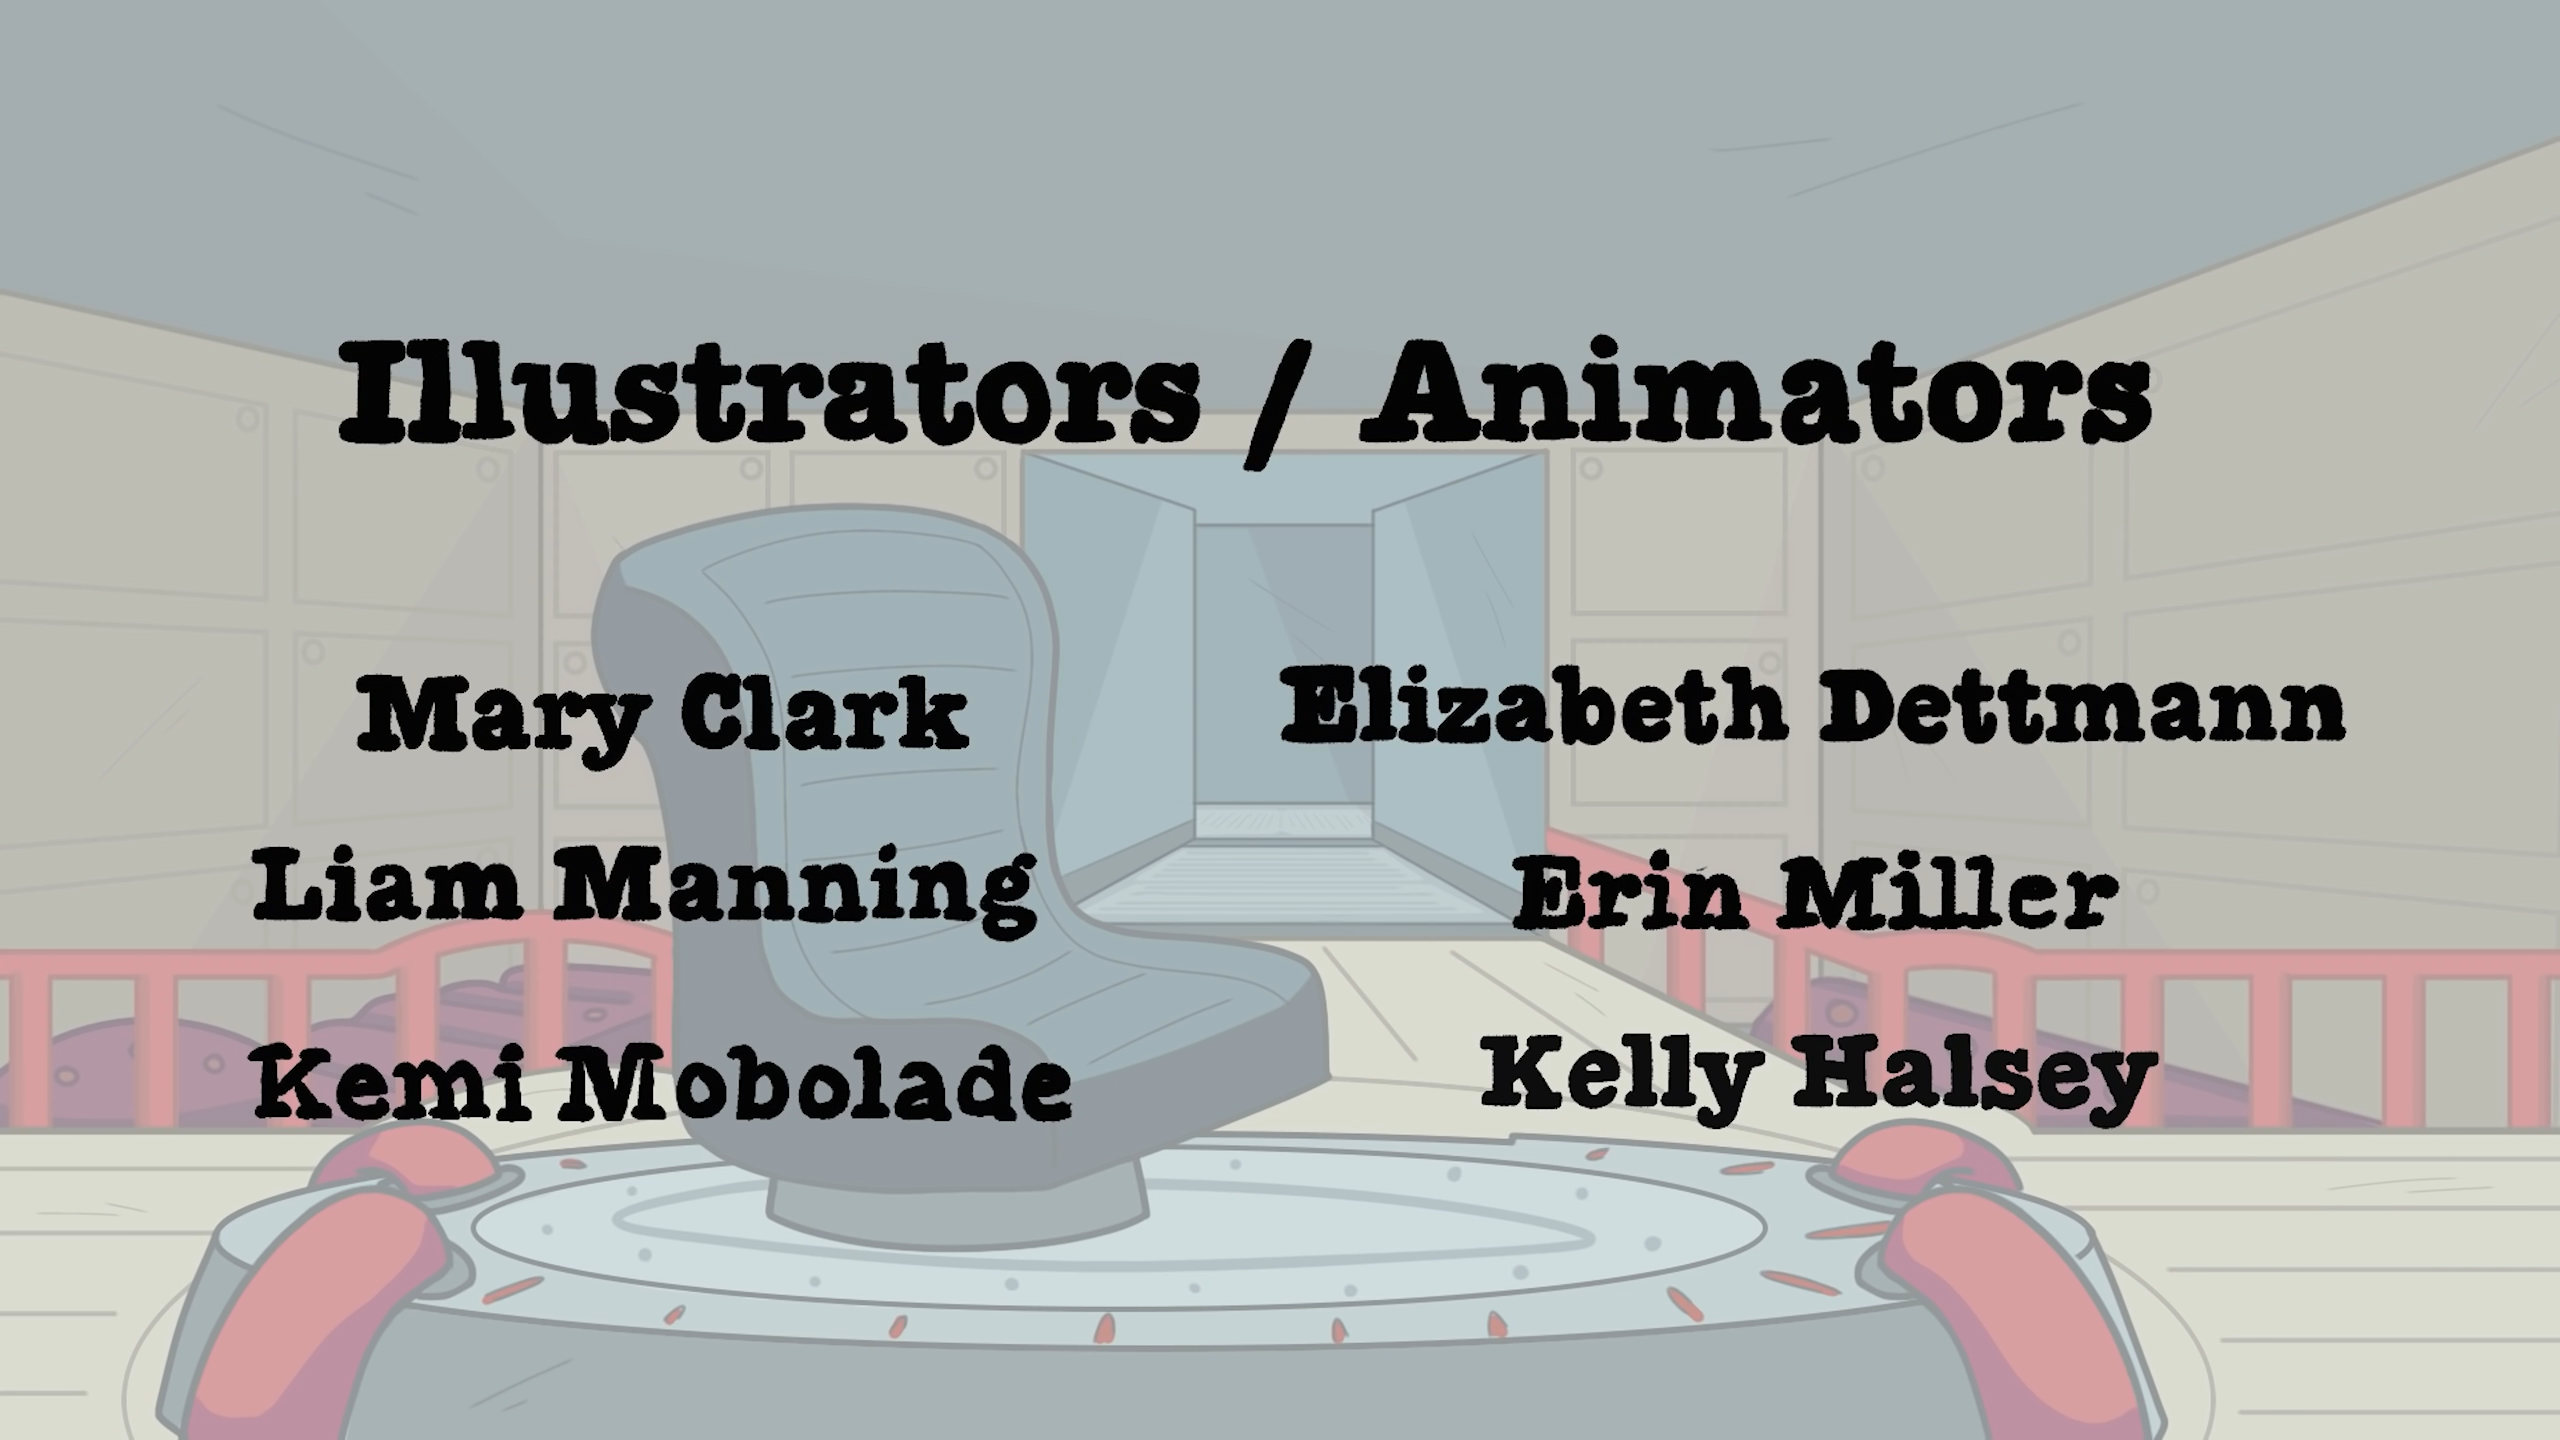 Illustrators / Animators
Mary Clark
Elizabeth Dettmann
Liam Manning
Erin Miller
Kemi Mobolade
Kelly Halsey